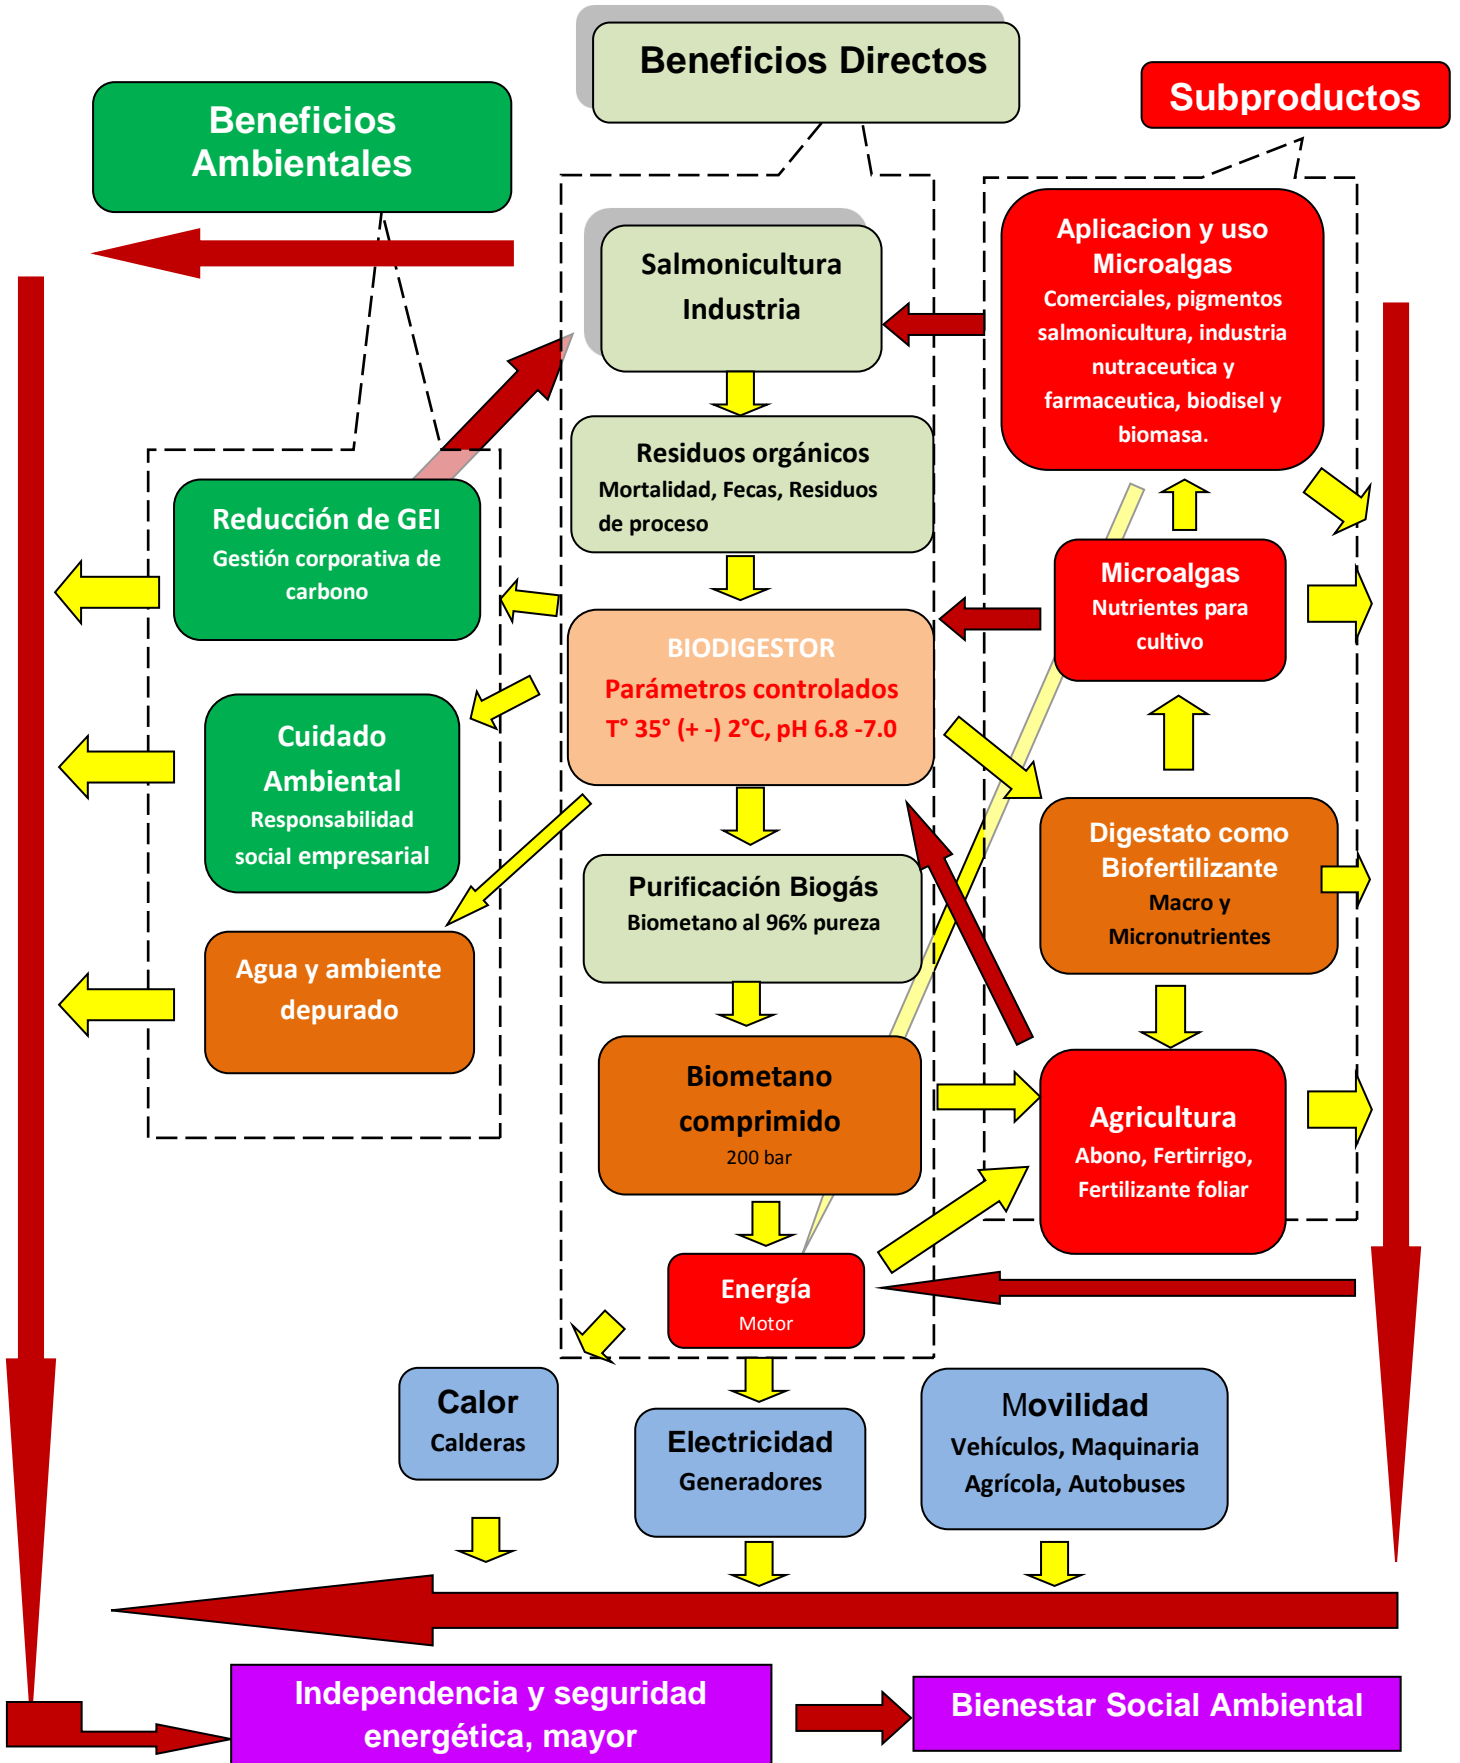 Beneficios Directos
Subproductos
Beneficios
Ambientales
Salmonicultura
Industria
Aplicacion y uso
Microalgas
Comerciales, pigmentos
salmonicultura, industria
nutraceutica y
farmaceutica, biodisel y
biomasa.
Residuos orgánicos
Mortalidad, Fecas, Residuos
de proceso
Reducción de GEI
Gestión corporativa de
carbono
Microalgas
Nutrientes para
cultivo
BIODIGESTOR
Parámetros controlados
T° 35° (+ -) 2°C, pH 6.8 -7.0
Cuidado
Ambiental
Responsabilidad
social empresarial
Digestato como
Biofertilizante
Macro y
Micronutrientes
Purificación Biogás
Biometano al 96% pureza
Agua y ambiente
depurado
Biometano
comprimido
200 bar
Agricultura
Abono, Fertirrigo,
Fertilizante foliar
Energía
Motor
Calor
Calderas
Electricidad
Generadores
Movilidad
Vehículos, Maquinaria
Agrícola, Autobuses
Independencia y seguridad
energética, mayor
Bienestar Social Ambiental